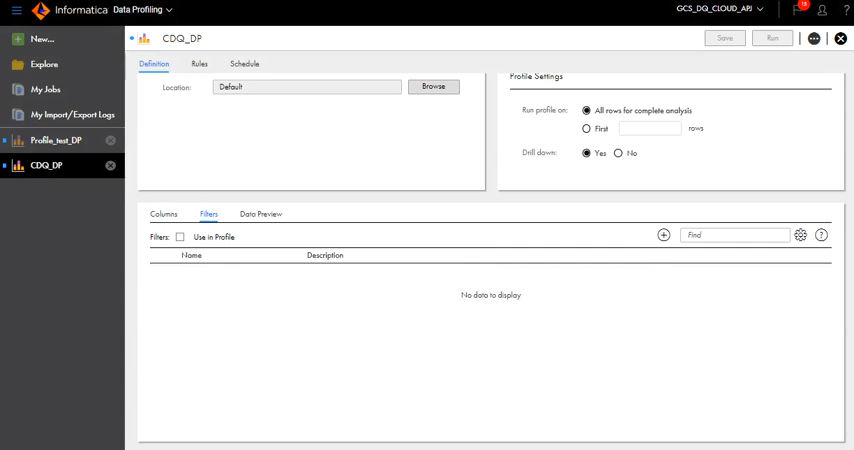 Informatica Data Profiling GCS_DQ_CLOUD_APJ 15 ?
New... CDQ_DP Save Run
Explore Definition Rules Schedule
My Jobs Location: Default Browse
My Import/Export Logs
Profile_test_DP
CDQ_DP
Profile Settings
Run profile on: All rows for complete analysis
First rows
Drill down: Yes No
Columns Filters Data Preview
Filters: Use in Profile Find ?
Name Description
No data to display